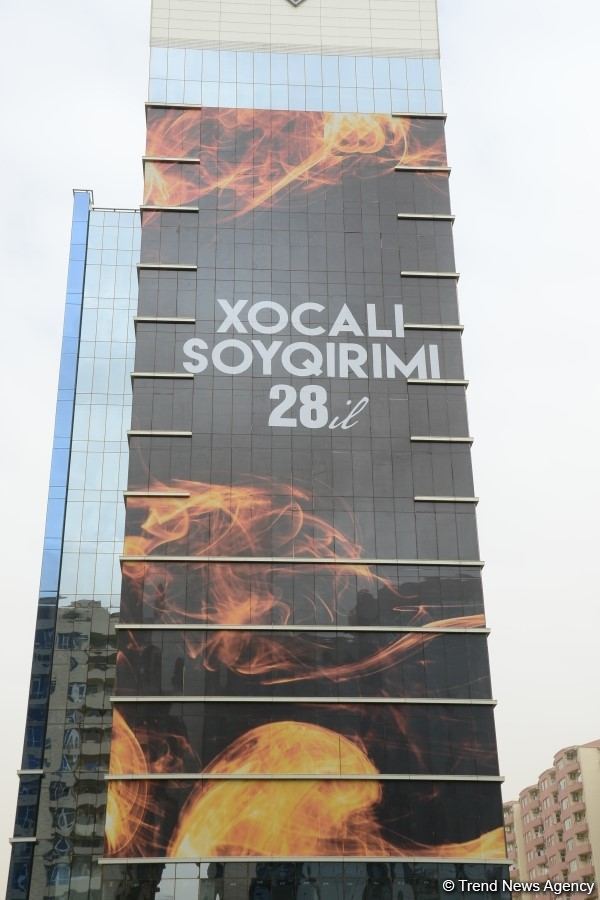 XOCALI
SOYQIRIMI
28 il
© Trend News Agency